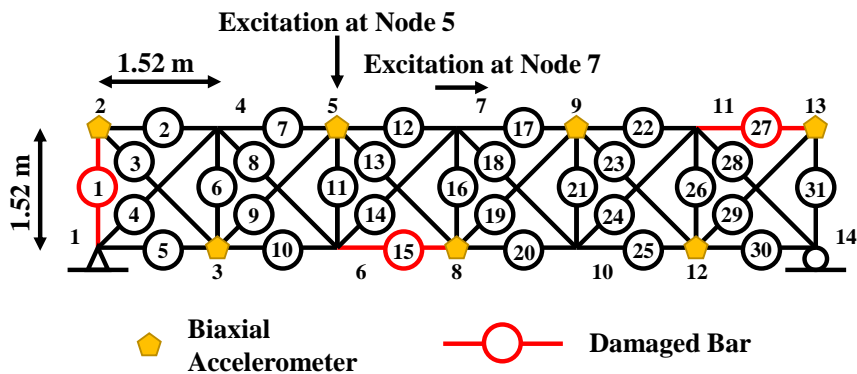 Excitation at Node 5
1.52 m
Excitation at Node 7
2 4 5 7 9 11 13
2 7 12 17 22 27
3 8 13 18 23 28
1.52 m
1 6 11 16 21 26 31
4 9 14 19 24 29
1 5 10 15 20 25 30 14
3 6 8 10 12
Biaxial
Accelerometer
Damaged Bar